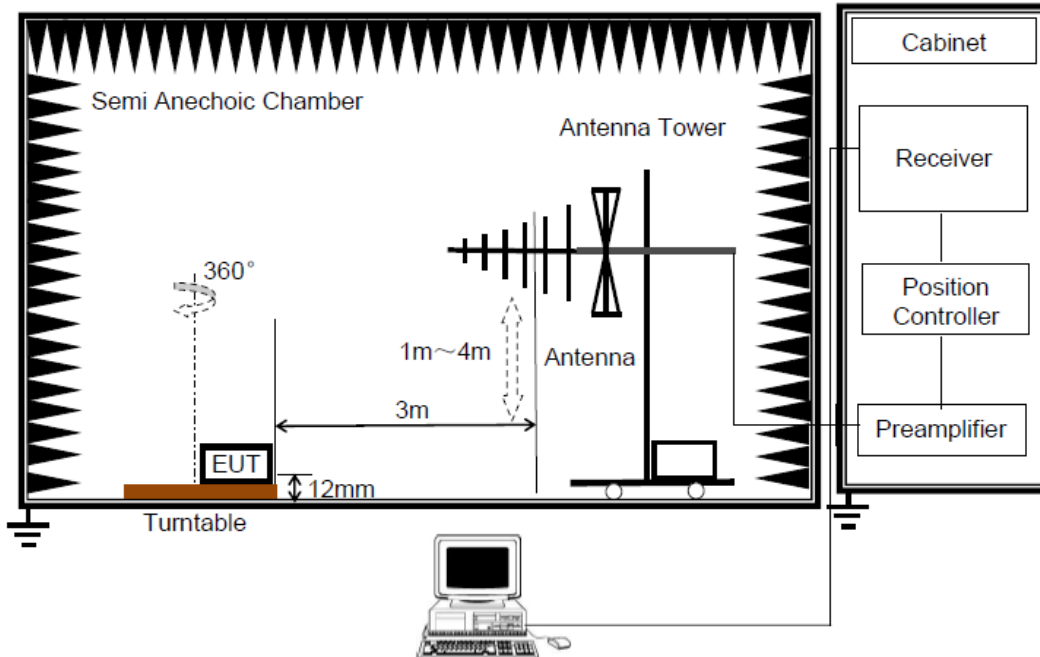 Cabinet
Semi Anechoic Chamber
Antenna Tower
Receiver
360°
Position
Controller
1m～4m
Antenna
3m
Preamplifier
EUT
12mm
Turntable